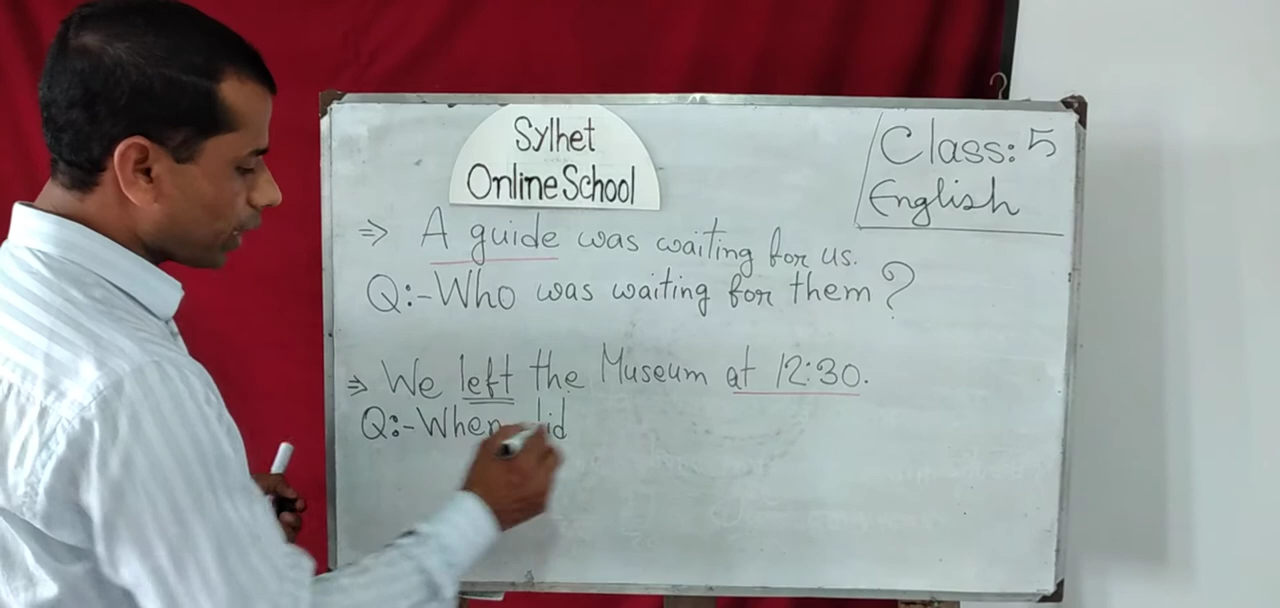 Sylhet
Online School
Class: 5
English
⇒ A guide was waiting for us.
Q:- Who was waiting for them?
⇒ We left the Museum at 12:30.
Q:- When did